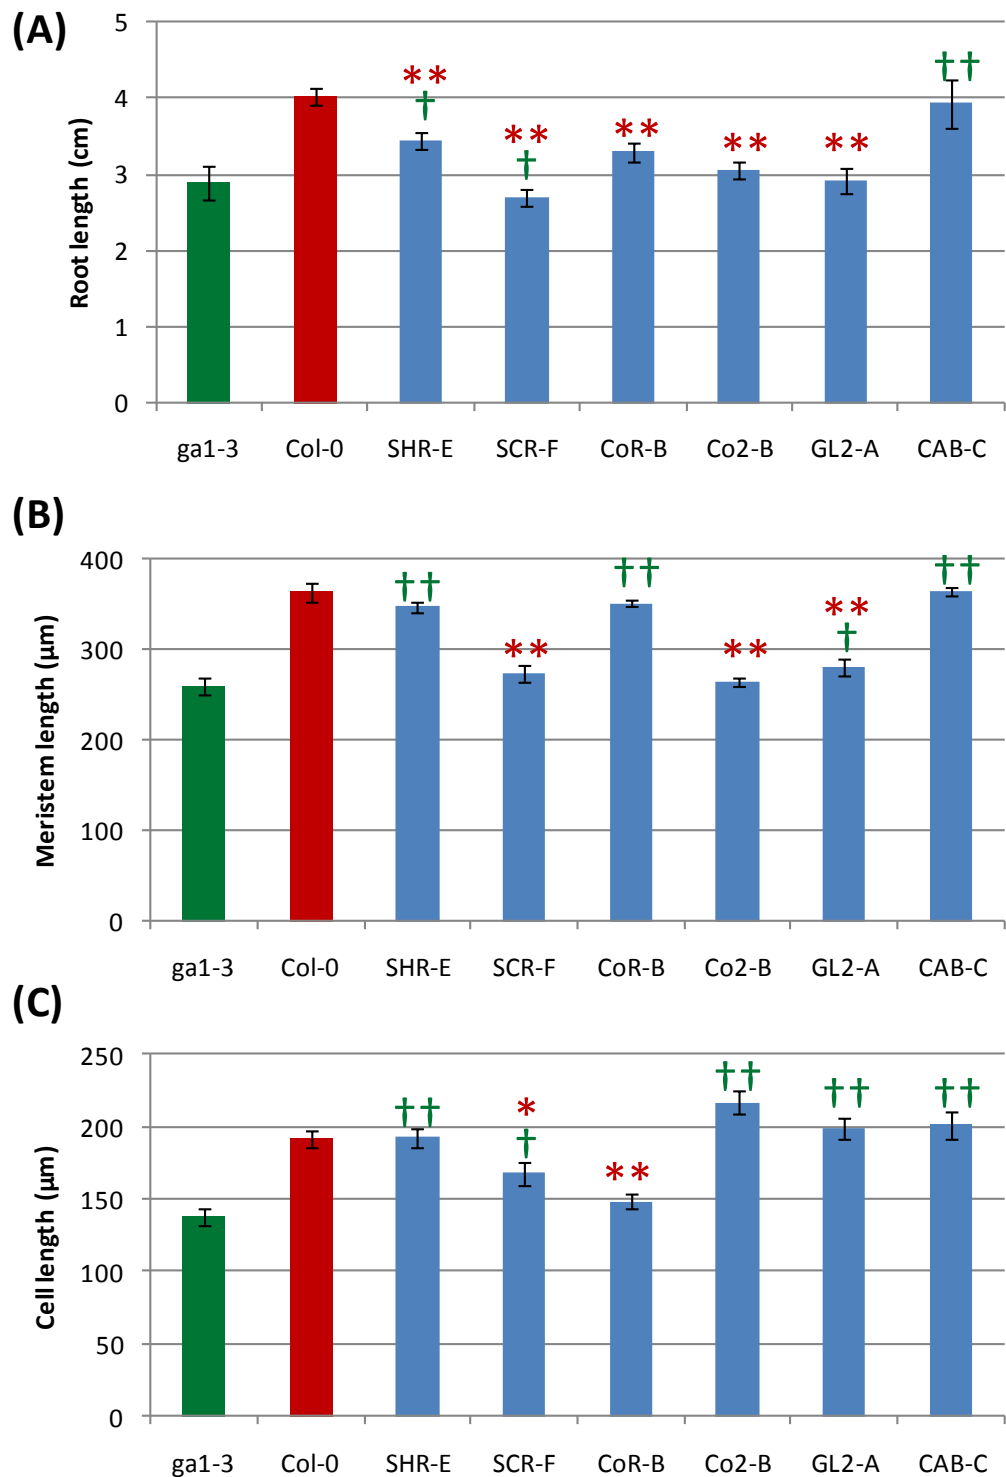 (A)
Root length (cm)
5
4
3
2
1
0
** ** ** ** ** ††
† †
ga1-3 Col-0 SHR-E SCR-F CoR-B Co2-B GL2-A CAB-C
(B)
Meristem length (µm)
400
300
200
100
0
†† †† ††
** ** **
†
ga1-3 Col-0 SHR-E SCR-F CoR-B Co2-B GL2-A CAB-C
(C)
Cell length (µm)
250
200
150
100
50
0
†† * ** †† †† ††
†
ga1-3 Col-0 SHR-E SCR-F CoR-B Co2-B GL2-A CAB-C